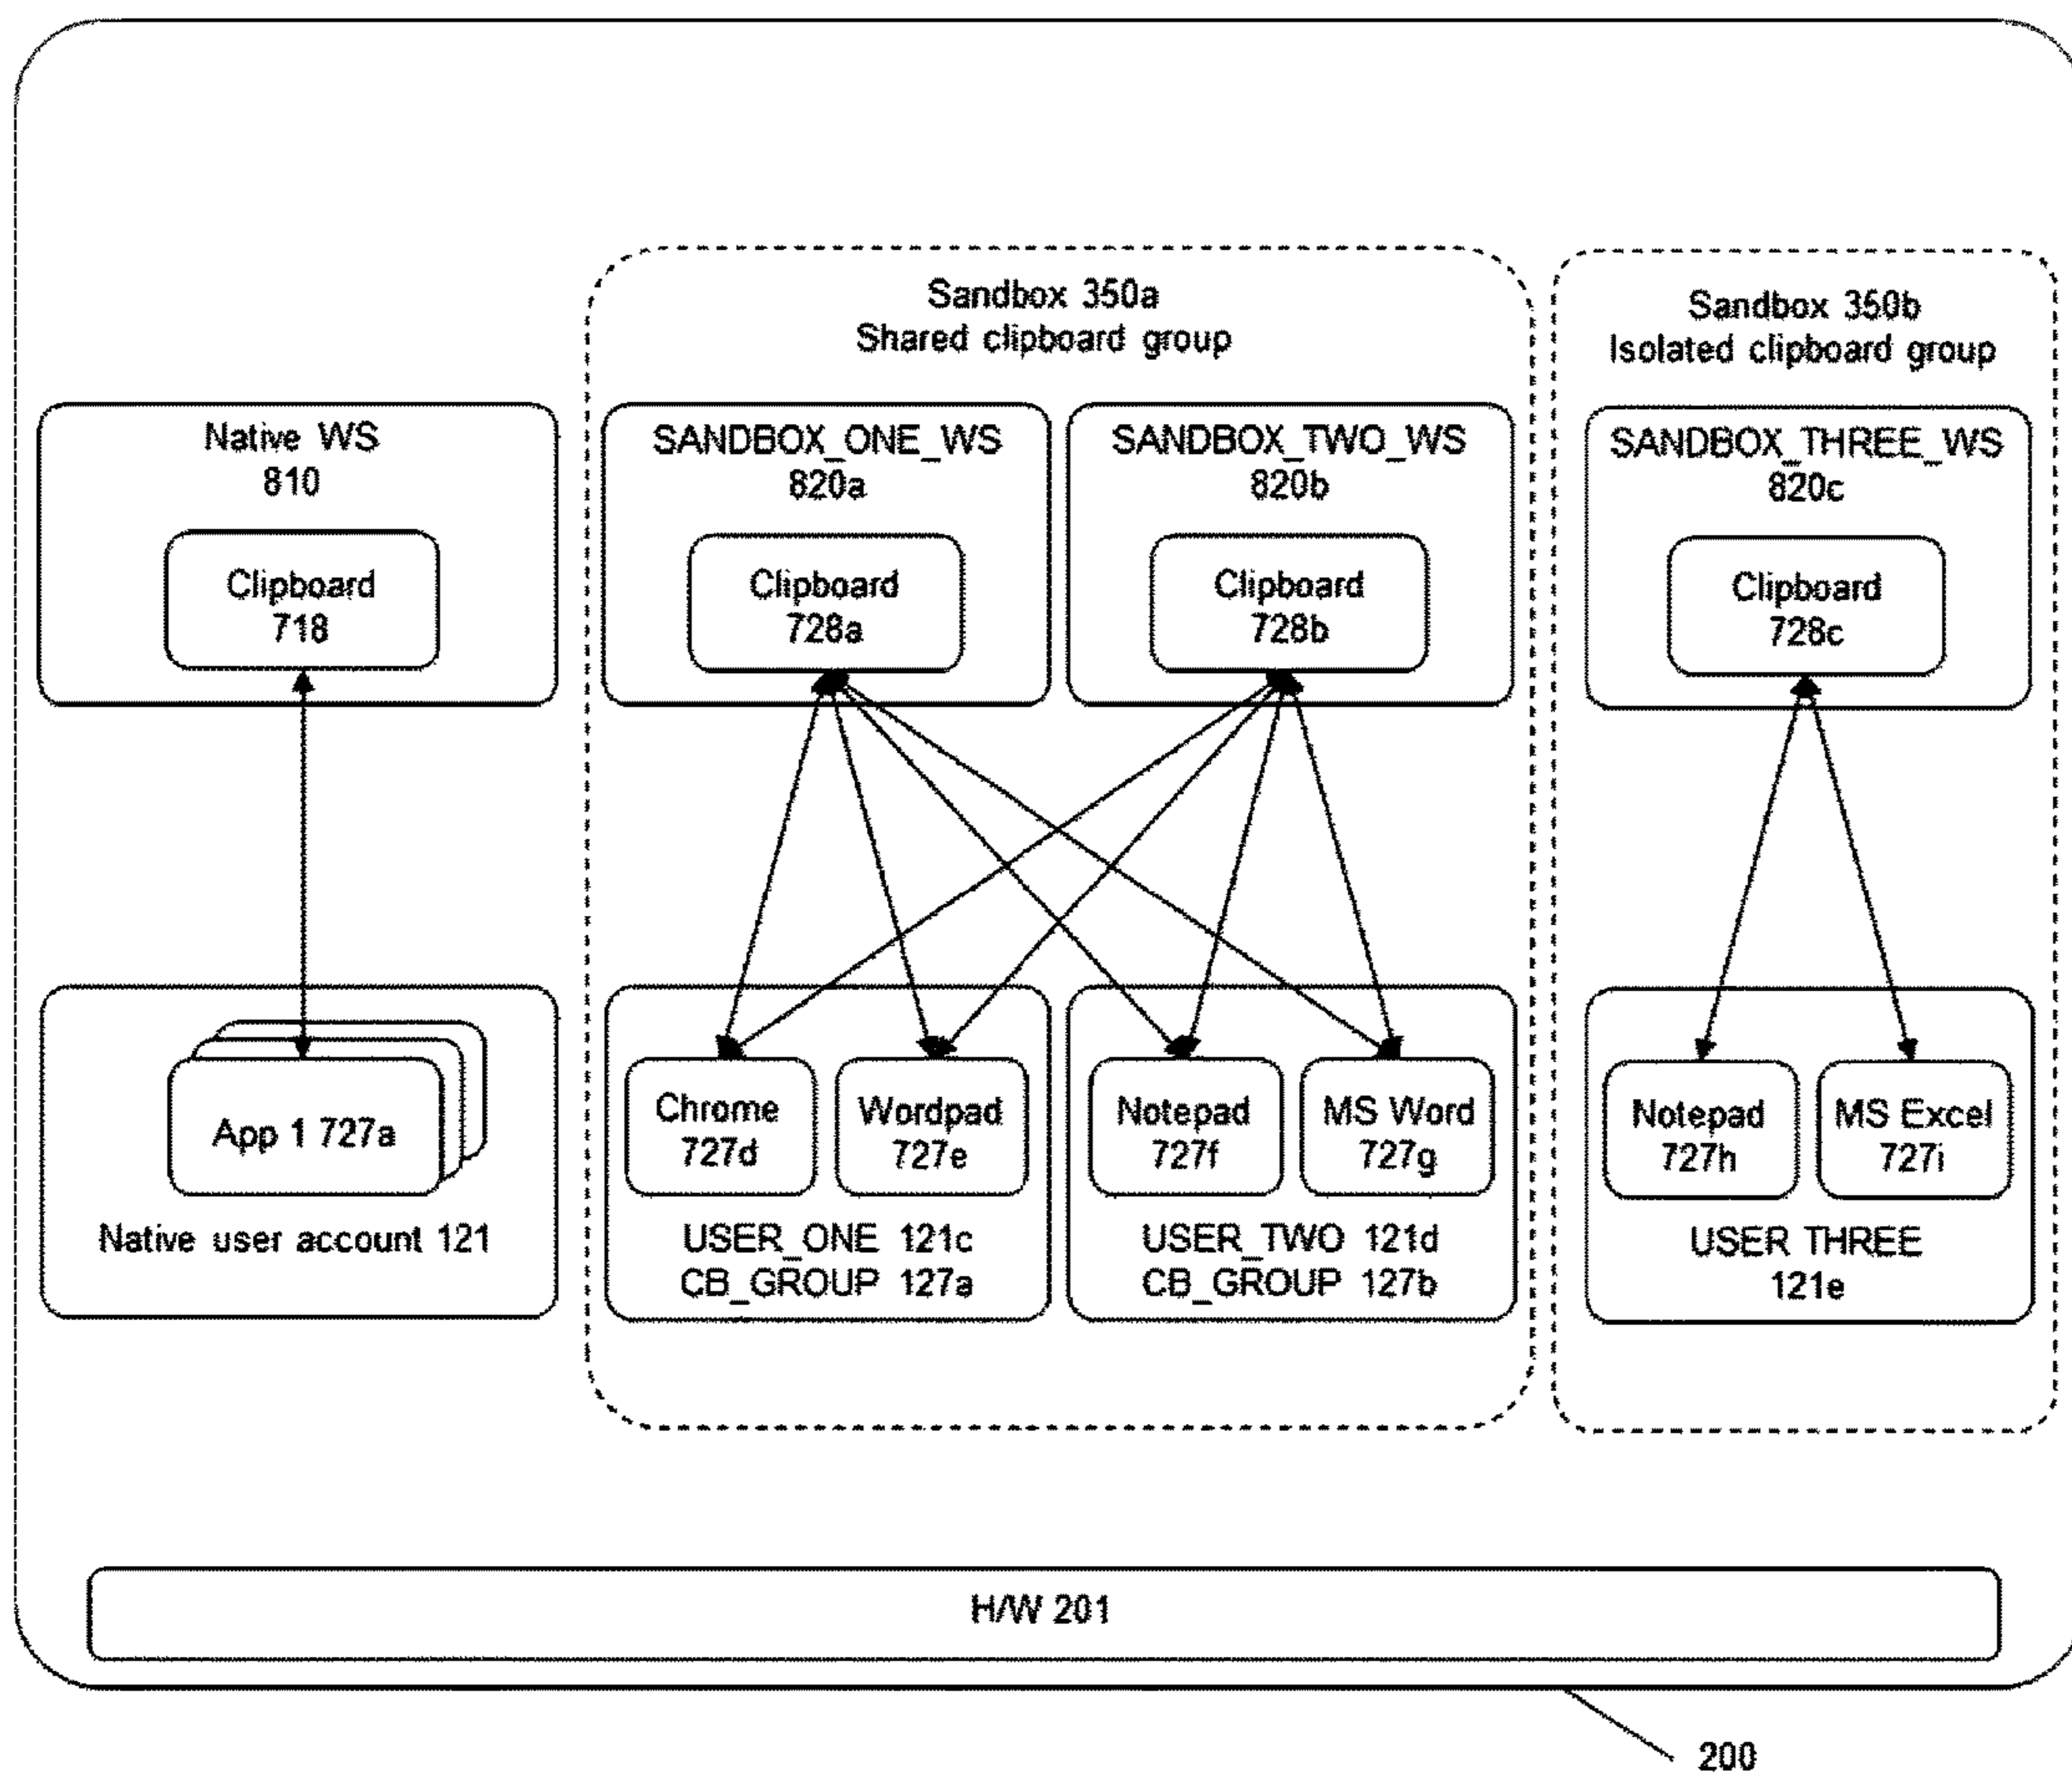 Sandbox 350a
Shared clipboard group
Sandbox 350b
Isolated clipboard group
Native WS
810
Clipboard
718
SANDBOX_ONE_WS
820a
Clipboard
728a
SANDBOX_TWO_WS
820b
Clipboard
728b
SANDBOX_THREE_WS
820c
Clipboard
728c
App 1 727a
Native user account 121
Chrome
727d
Wordpad
727e
USER_ONE 121c
CB_GROUP 127a
Notepad
727f
MS Word
727g
USER_TWO 121d
CB_GROUP 127b
Notepad
727h
MS Excel
727i
USER THREE
121e
H/W 201
200